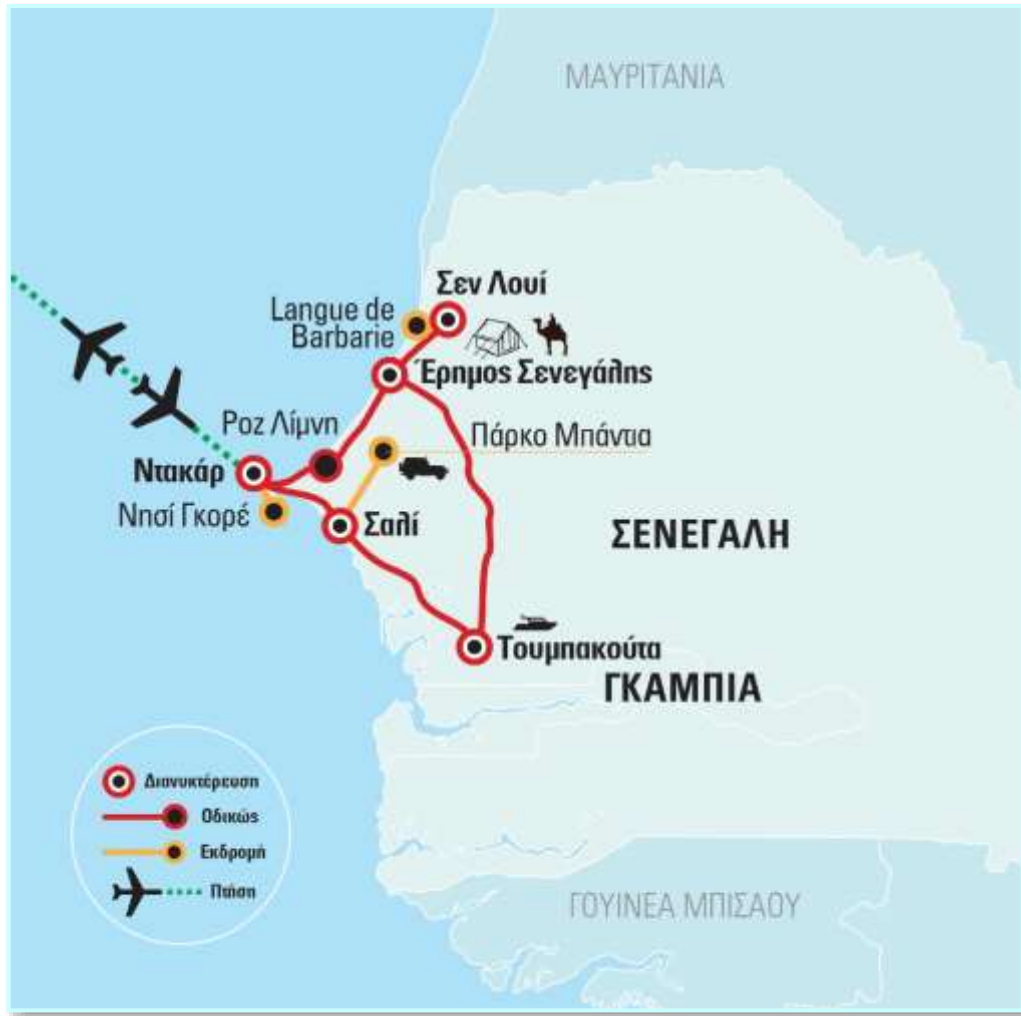 ΜΑΥΡΙΤΑΝΙΑ
Σεν Λουί
Langue de
Barbarie
Έρημος Σενεγάλης
Ροζ Λίμνη
Πάρκο Μπάντια
Ντακάρ
Νησί Γκορέ
Σαλί
ΣΕΝΕΓΑΛΗ
Τουμπακούτα
ΓΚΑΜΠΙΑ
Διανυκτέρευση
Οδικώς
Εκδρομή
Πτήση
ΓΟΥΙΝΕΑ ΜΠΙΣΑΟΥ